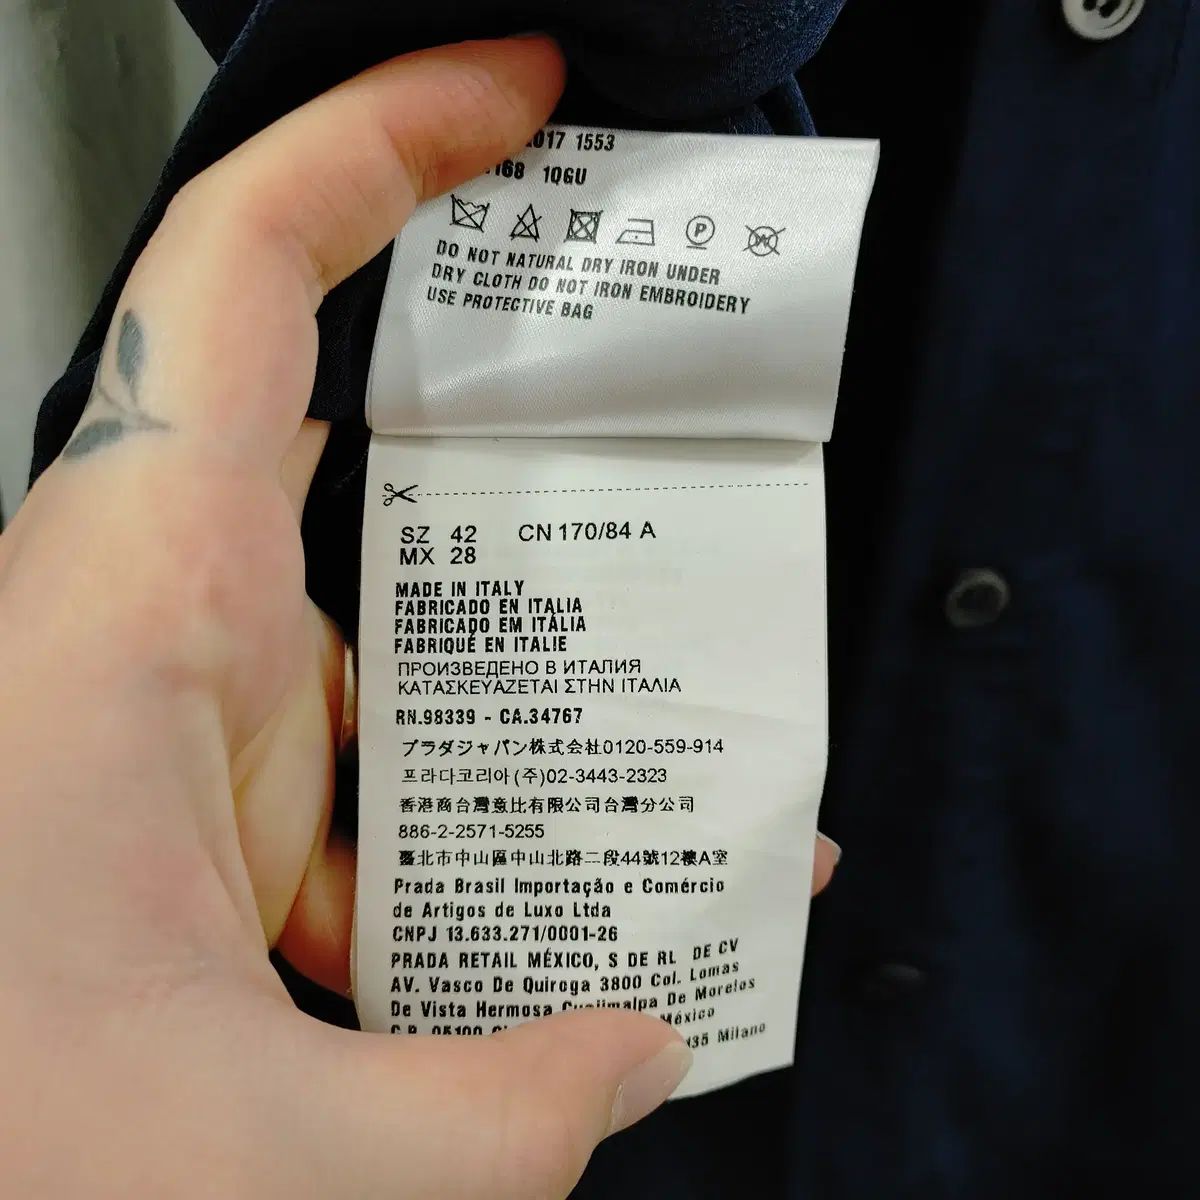 1553
1QGU
P
W
DO NOT NATURAL DRY IRON UNDER
DRY CLOTH DO NOT IRON EMBROIDERY
USE PROTECTIVE BAG
SZ 42 CN 170/84 A
MX 28
MADE IN ITALY
FABRICADO EN ITALIA
FABRICADO EM ITÁLIA
FABRIQUÉ EN ITALIE
ПРОИЗВЕДЕНО В ИТАЛИЯ
ΚΑΤΑΣΚΕΥΑΖΕΤΑΙ ΣΤΗΝ ΙΤΑΛΙΑ
RN.98339 - CA.34767
プラダジャパン株式会社0120-559-914
프라다코리아(주)02-3443-2323
香港商台灣意比有限公司台灣分公司
886-2-2571-5255
臺北市中山區中山北路二段44號12樓A室
Prada Brasil Importação e Comércio
de Artigos de Luxo Ltda
CNPJ 13.633.271/0001-26
PRADA RETAIL MÉXICO, S DE RL DE CV
AV. Vasco De Quiroga 3800 Col. Lomas
De Vista Hermosa Cuajimalpa De Morelos
C.P. 05100 México
Milano